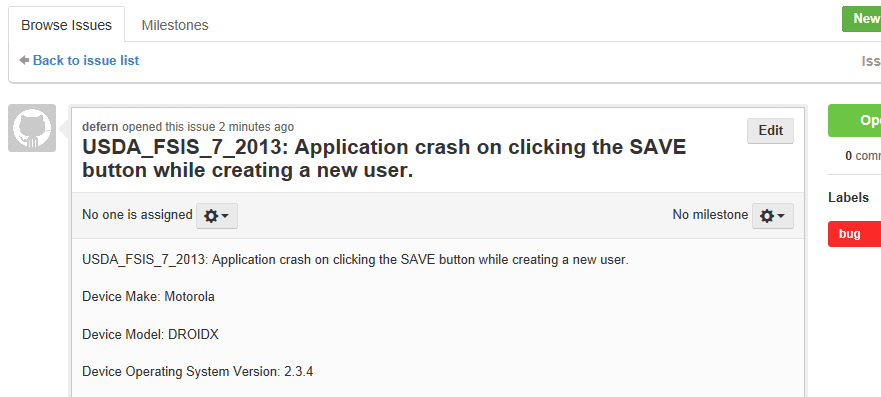 Browse Issues
Milestones
New
Back to issue list
Iss
defern opened this issue 2 minutes ago
Edit
USDA_FSIS_7_2013: Application crash on clicking the SAVE
button while creating a new user.
No one is assigned
No milestone
USDA_FSIS_7_2013: Application crash on clicking the SAVE button while creating a new user.
Device Make: Motorola
Device Model: DROIDX
Device Operating System Version: 2.3.4
Ope
0 comm
Labels
bug